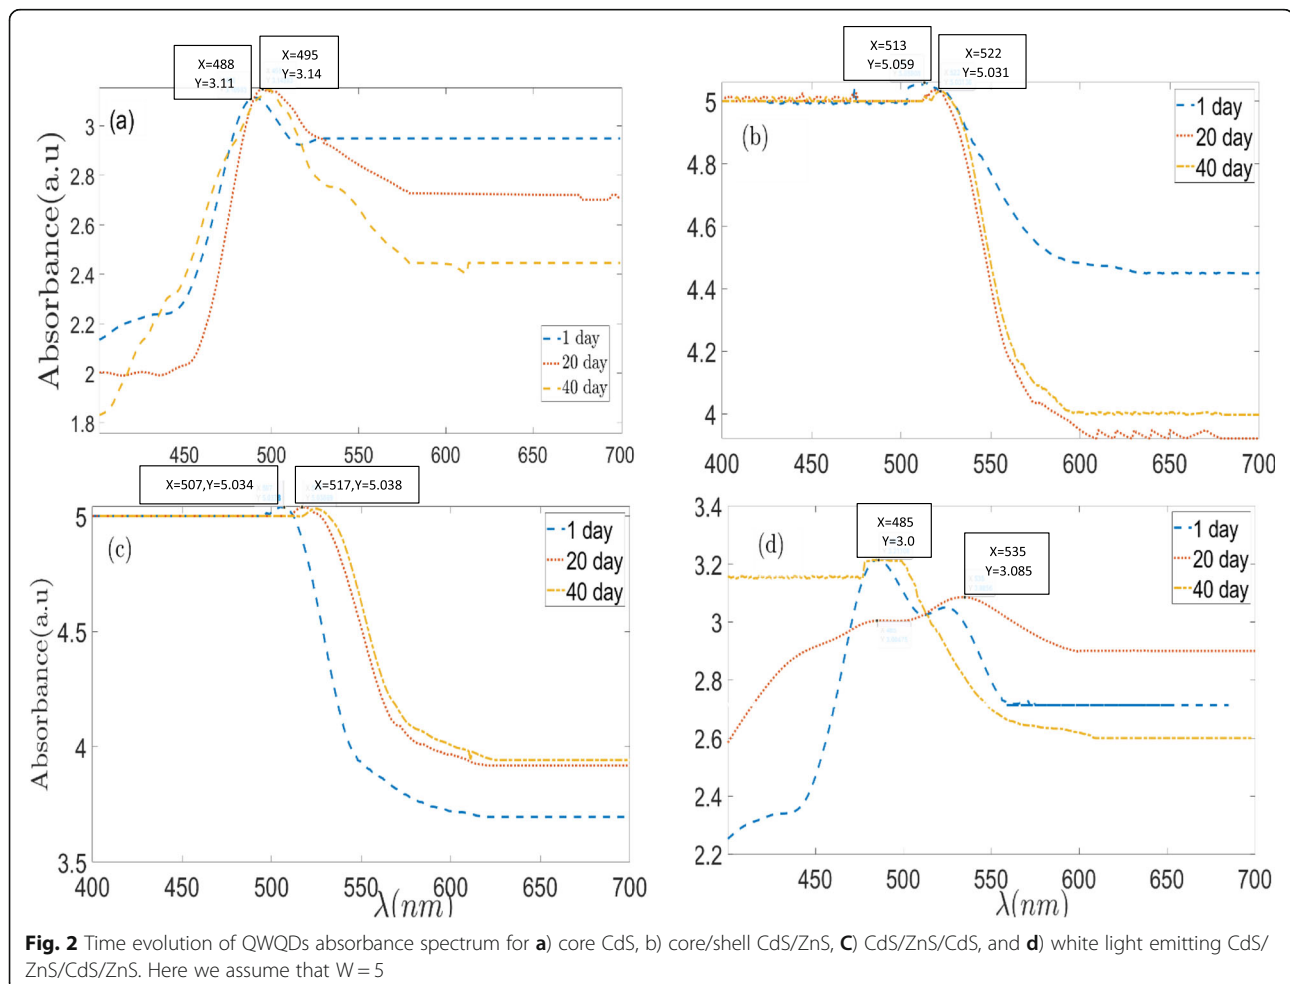 X=488
Y=3.11
X=495
Y=3.14
X=513
Y=5.059
X=522
Y=5.031
(a)
Absorbance(a.u)
3
2.8
2.6
2.4
2.2
2
1.8
450
500
550
600
650
700
1 day
20 day
40 day
(b)
5
4.8
4.6
4.4
4.2
4
400
450
500
550
600
650
700
1 day
20 day
40 day
X=507,Y=5.034
X=517,Y=5.038
(c)
Absorbance(a.u)
5
4.5
4
3.5
400
450
500
550
600
650
700
λ(nm)
1 day
20 day
40 day
X=485
Y=3.0
X=535
Y=3.085
(d)
3.4
3.2
3
2.8
2.6
2.4
2.2
450
500
550
600
650
700
λ(nm)
1 day
20 day
40 day
Fig. 2 Time evolution of QWQDs absorbance spectrum for a) core CdS, b) core/shell CdS/ZnS, C) CdS/ZnS/CdS, and d) white light emitting CdS/
ZnS/CdS/ZnS. Here we assume that W = 5